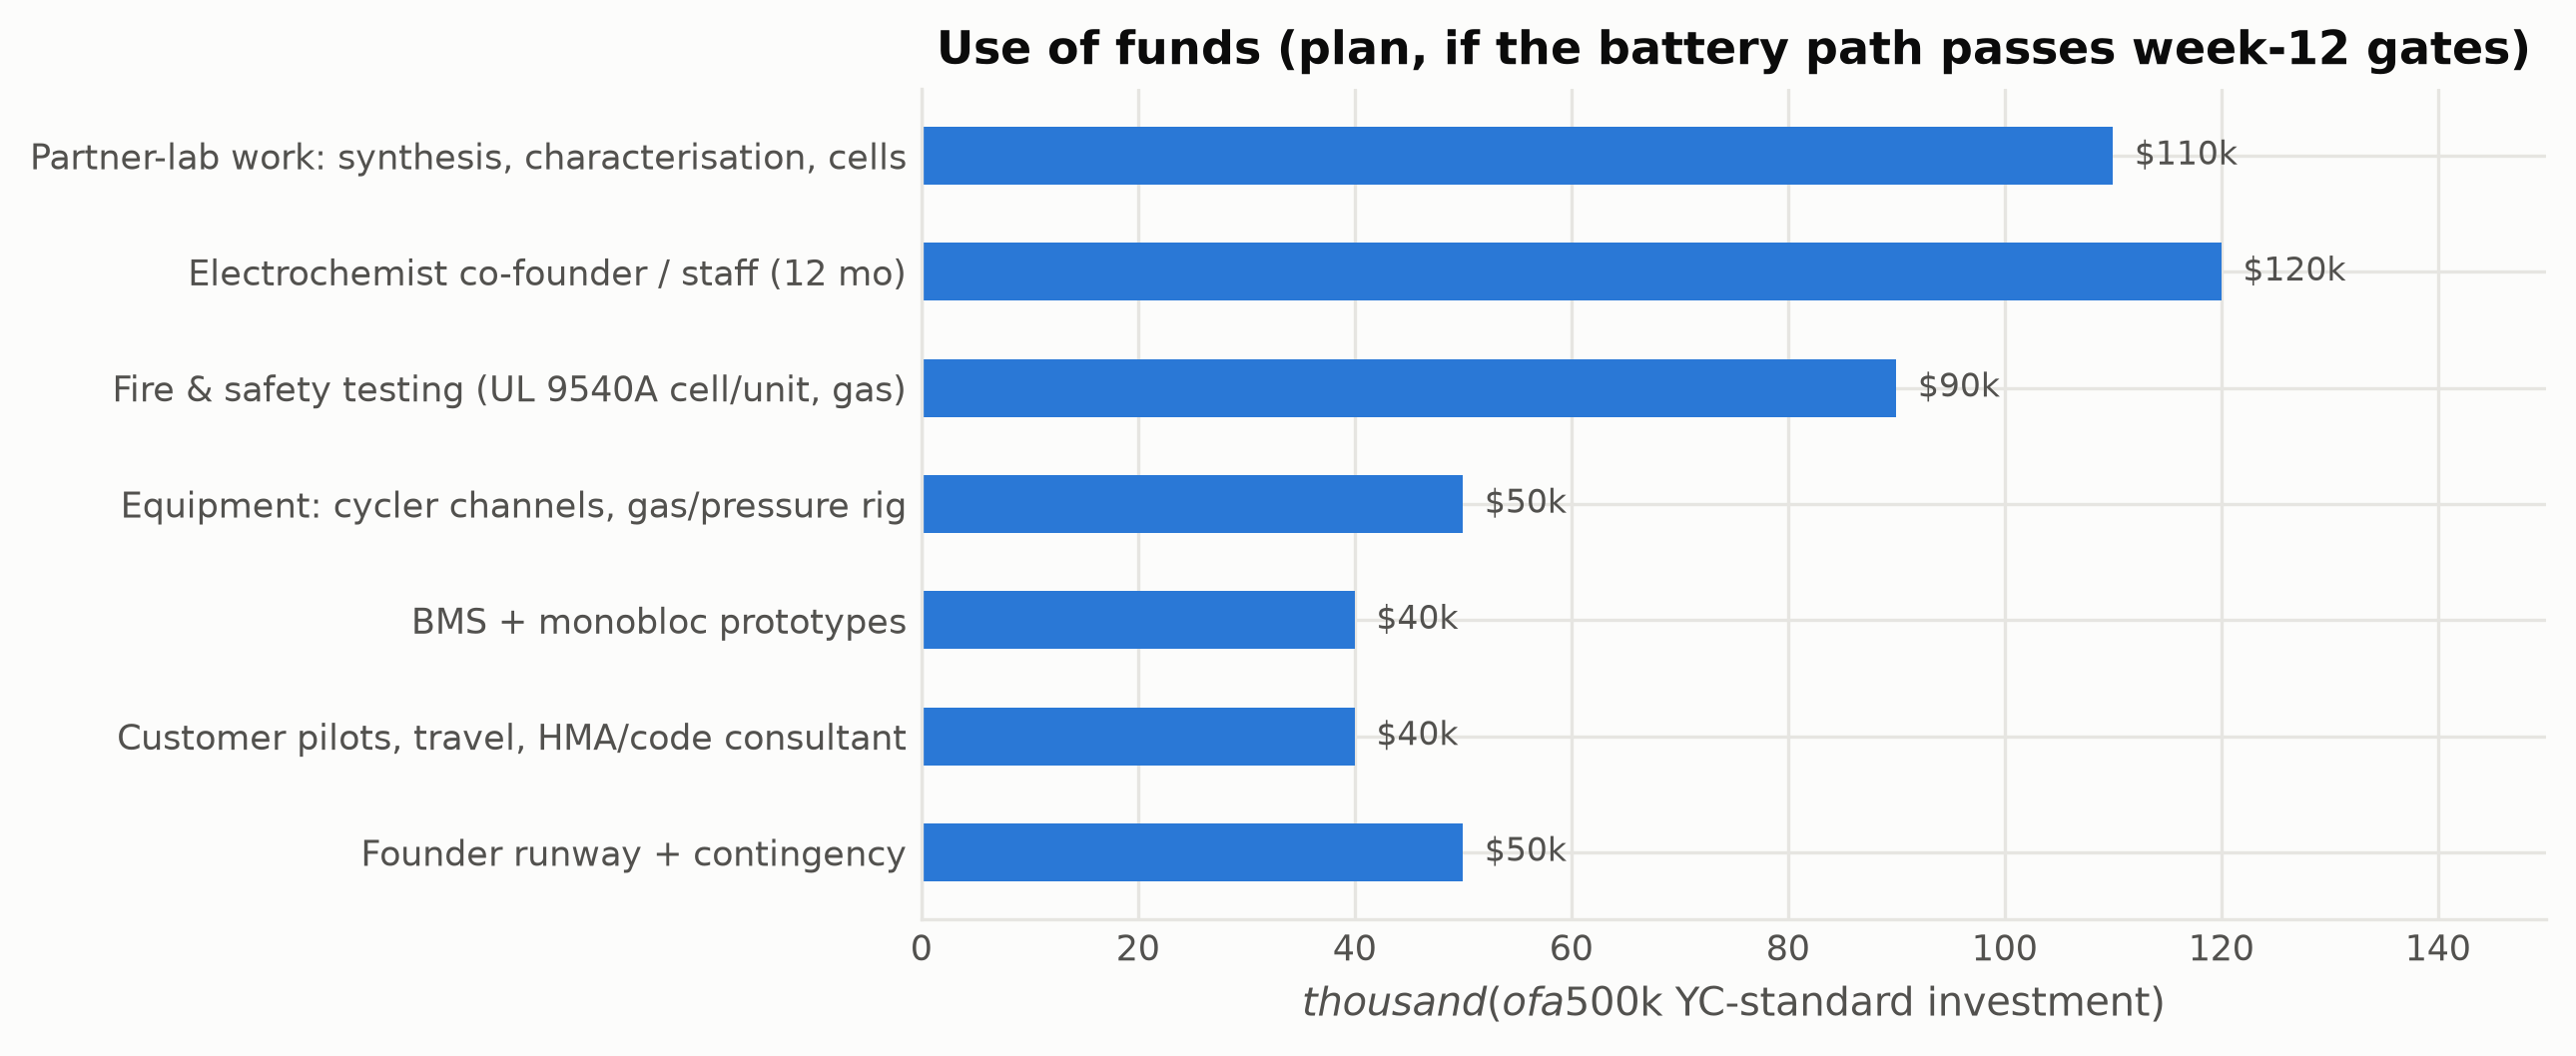 Use of funds (plan, if the battery path passes week-12 gates)
Partner-lab work: synthesis, characterisation, cells
$110k
Electrochemist co-founder / staff (12 mo)
$120k
Fire & safety testing (UL 9540A cell/unit, gas)
$90k
Equipment: cycler channels, gas/pressure rig
$50k
BMS + monobloc prototypes
$40k
Customer pilots, travel, HMA/code consultant
$40k
Founder runway + contingency
$50k
0 20 40 60 80 100 120 140
thousand(ofa500k YC-standard investment)